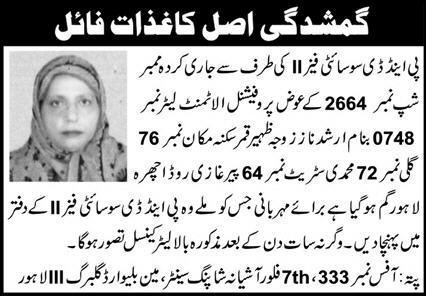 گمشدگی اصل کاغذات فائل
پی اینڈ ڈی سوسائٹی فیز II کی طرف سے جاری کردہ ممبر
شپ نمبر 2664 کے عوض پروفیشنل الاٹمنٹ لیٹر نمبر
0748 بنام ارشد ناز زوجہ ظہیر قمر سکنہ مکان نمبر 76
گلی نمبر 72 محمدی سٹریٹ نمبر 64 پیر غازی روڈ اچھرہ
لاہور گم ہو گیا ہے برائے مہربانی جس کو ملے وہ پی اینڈ ڈی سوسائٹی فیز II کے دفتر
میں پہنچا دیں۔ وگرنہ سات دن کے بعد مذکورہ بالا لیٹر کینسل تصور ہو گا۔
پتہ: آفس نمبر 333، 7th فلور آشیانہ شاپنگ سینٹر، مین بلیوارڈ گلبرگ III لاہور